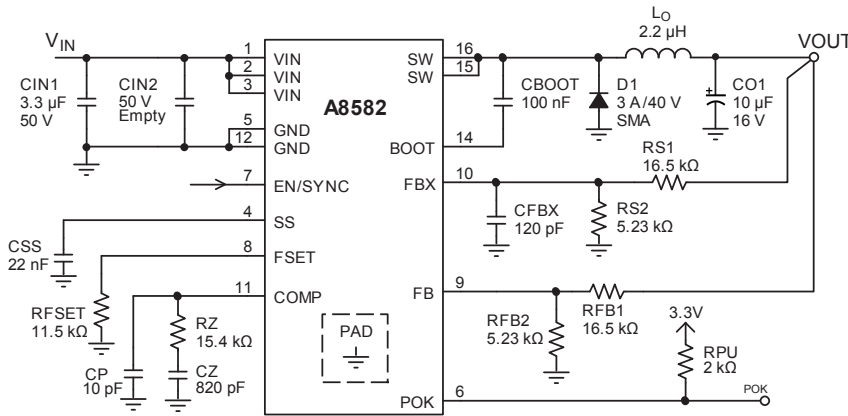 V_IN
CIN1
3.3 µF
50 V
CIN2
50 V
Empty
1
2
3
5
12
7
4
8
11
VIN
VIN
VIN
GND
GND
EN/SYNC
SS
FSET
COMP
A8582
PAD
SW
SW
BOOT
FBX
FB
POK
16
15
14
10
9
6
CBOOT
100 nF
D1
3 A/40 V
SMA
L_O
2.2 µH
CO1
10 µF
16 V
+
VOUT
RS1
16.5 kΩ
CFBX
120 pF
RS2
5.23 kΩ
RFB1
16.5 kΩ
RFB2
5.23 kΩ
3.3V
RPU
2 kΩ
POK
CSS
22 nF
RFSET
11.5 kΩ
RZ
15.4 kΩ
CP
10 pF
CZ
820 pF